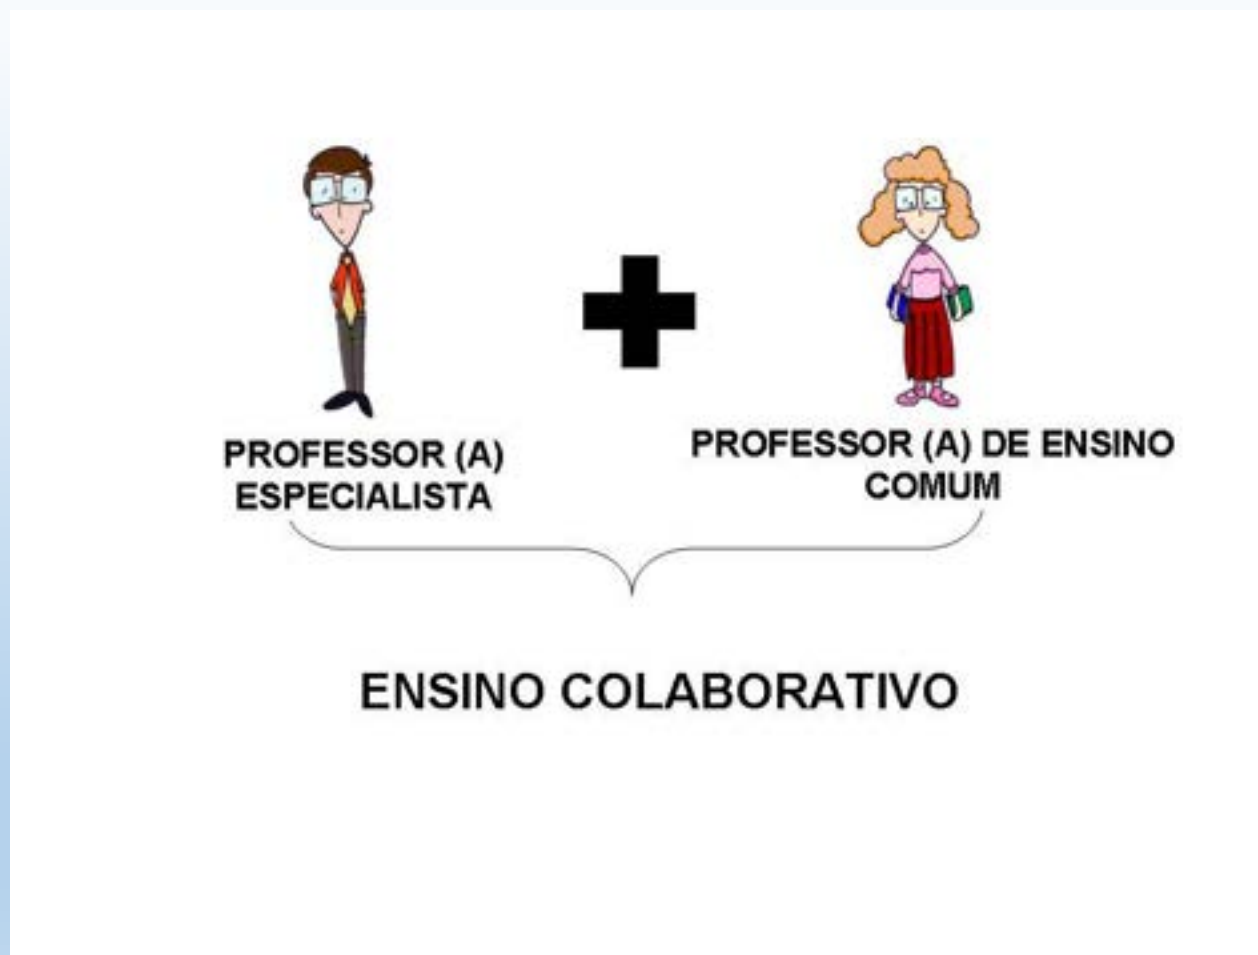 PROFESSOR (A)
ESPECIALISTA
PROFESSOR (A) DE ENSINO
COMUM
ENSINO COLABORATIVO